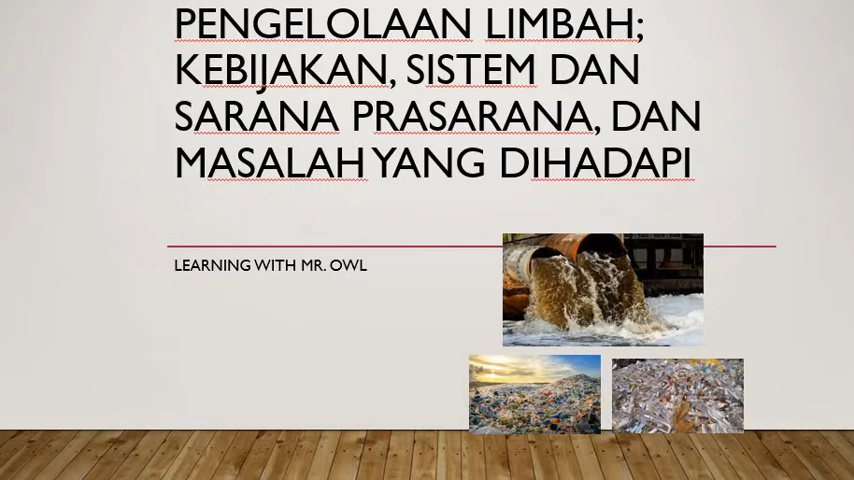 PENGELOLAAN LIMBAH;
KEBIJAKAN, SISTEM DAN
SARANA PRASARANA, DAN
MASALAH YANG DIHADAPI
LEARNING WITH MR. OWL